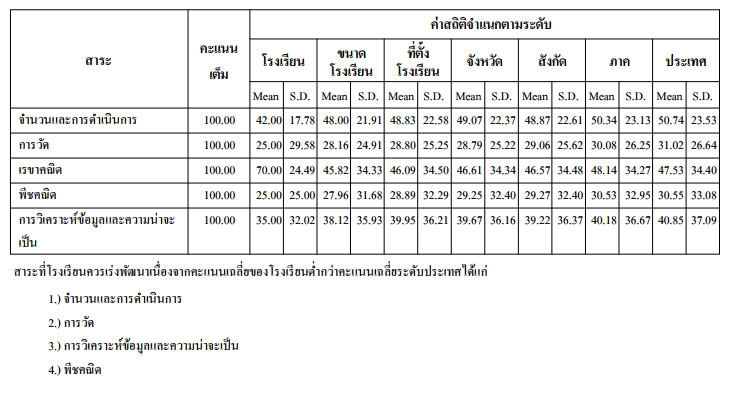 สาระ คะแนนเต็ม ค่าสถิติจำแนกตามระดับ
โรงเรียน ขนาดโรงเรียน ที่ตั้งโรงเรียน จังหวัด สังกัด ภาค ประเทศ
Mean S.D. Mean S.D. Mean S.D. Mean S.D. Mean S.D. Mean S.D. Mean S.D.
จำนวนและการดำเนินการ 100.00 42.00 17.78 48.00 21.91 48.83 22.58 49.07 22.37 48.87 22.61 50.34 23.13 50.74 23.53
การวัด 100.00 25.00 29.58 28.16 24.91 28.80 25.25 28.79 25.22 29.06 25.62 30.08 26.25 31.02 26.64
เรขาคณิต 100.00 70.00 24.49 45.82 34.33 46.09 34.50 46.61 34.34 46.57 34.48 48.14 34.27 47.53 34.40
พีชคณิต 100.00 25.00 25.00 27.96 31.68 28.89 32.29 29.25 32.40 29.27 32.40 30.53 32.95 30.55 33.08
การวิเคราะห์ข้อมูลและความน่าจะ 100.00 35.00 32.02 38.12 35.93 39.95 36.21 39.67 36.16 39.22 36.37 40.18 36.67 40.85 37.09
เป็น
สาระที่โรงเรียนควรเร่งพัฒนาเนื่องจากคะแนนเฉลี่ยของโรงเรียนต่ำกว่าคะแนนเฉลี่ยระดับประเทศได้แก่
1.) จำนวนและการดำเนินการ
2.) การวัด
3.) การวิเคราะห์ข้อมูลและความน่าจะเป็น
4.) พีชคณิต